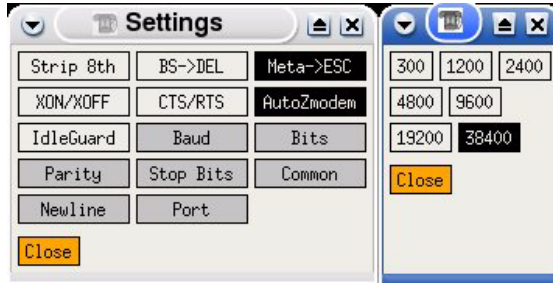 Settings
Strip 8th BS->DEL Meta->ESC
XON/XOFF CTS/RTS AutoZmodem
IdleGuard Baud Bits
Parity Stop Bits Common
Newline Port
Close
300 1200 2400
4800 9600
19200 38400
Close